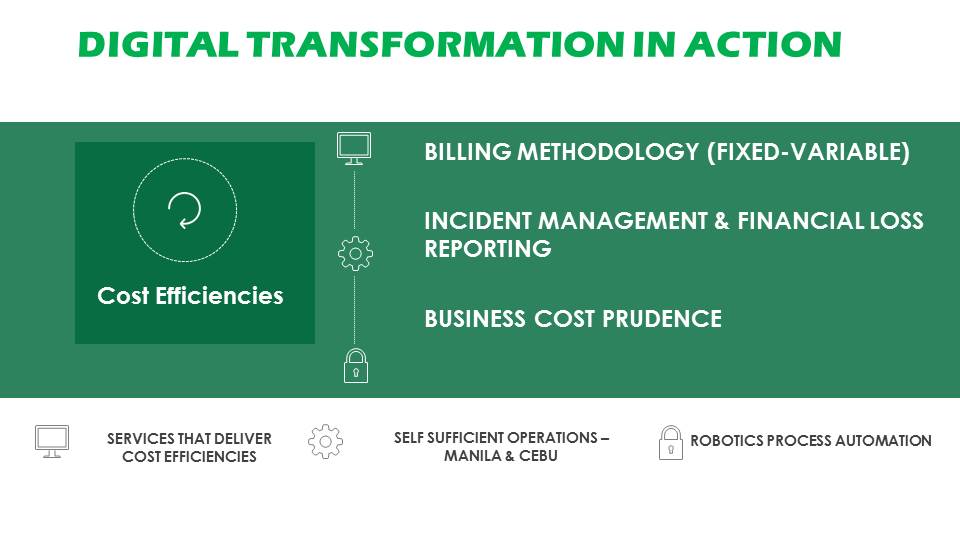 DIGITAL TRANSFORMATION IN ACTION
Cost Efficiencies
BILLING METHODOLOGY (FIXED-VARIABLE)
INCIDENT MANAGEMENT & FINANCIAL LOSS
REPORTING
BUSINESS COST PRUDENCE
SERVICES THAT DELIVER
COST EFFICIENCIES
SELF SUFFICIENT OPERATIONS –
MANILA & CEBU
ROBOTICS PROCESS AUTOMATION